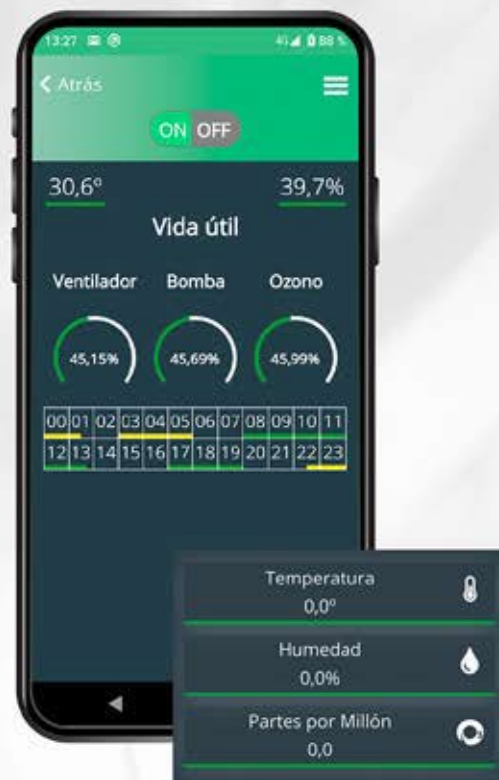 13:27 4G 88 %
Atrás
ON OFF
30,6º 39,7%
Vida útil
Ventilador Bomba Ozono
45,15% 45,69% 45,99%
00 01 02 03 04 05 06 07 08 09 10 11
12 13 14 15 16 17 18 19 20 21 22 23
Temperatura
0,0º
Humedad
0,0%
Partes por Millón
0,0